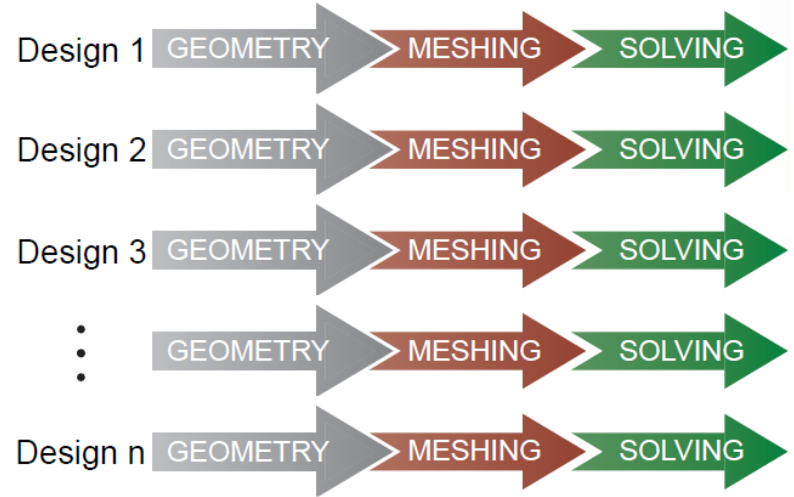 Design 1 GEOMETRY MESHING SOLVING
Design 2 GEOMETRY MESHING SOLVING
Design 3 GEOMETRY MESHING SOLVING
GEOMETRY MESHING SOLVING
Design n GEOMETRY MESHING SOLVING